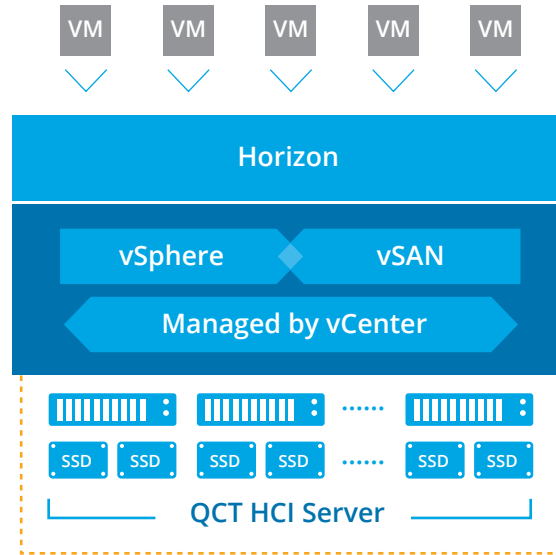 VM VM VM VM VM
Horizon
vSphere vSAN
Managed by vCenter
SSD SSD SSD SSD SSD SSD
QCT HCI Server